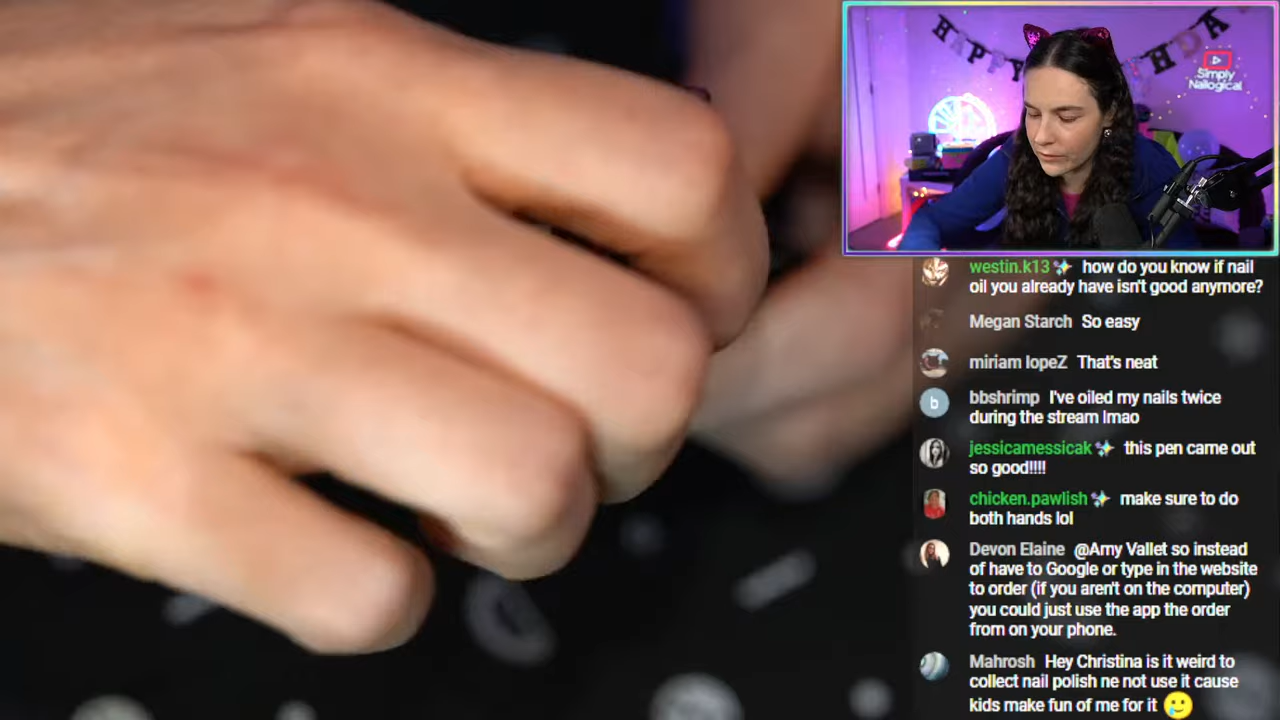 HAPPY
HDA
Simply
Nailogical
westin.k13 how do you know if nail
oil you already have isn't good anymore?
Megan Starch So easy
miriam lopeZ That's neat
b
bbshrimp I've oiled my nails twice
during the stream lmao
jessicamessicak this pen came out
so good!!!!
chicken.pawlish make sure to do
both hands lol
Devon Elaine @Amy Vallet so instead
of have to Google or type in the website
to order (if you aren't on the computer)
you could just use the app the order
from on your phone.
Mahrosh Hey Christina is it weird to
collect nail polish ne not use it cause
kids make fun of me for it